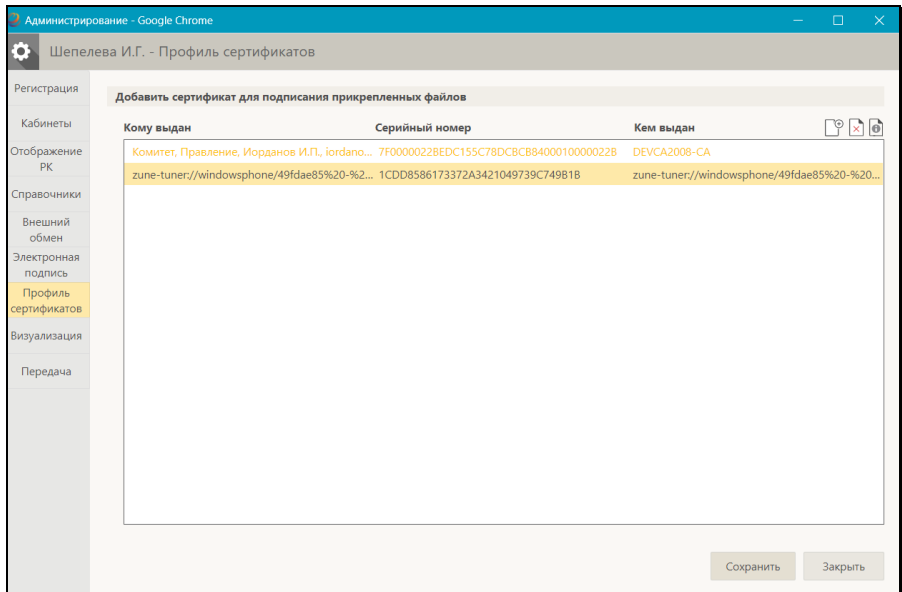 Администрирование - Google Chrome
Шепелева И.Г. - Профиль сертификатов
Регистрация
Кабинеты
Отображение
РК
Справочники
Внешний
обмен
Электронная
подпись
Профиль
сертификатов
Визуализация
Передача
Добавить сертификат для подписания прикрепленных файлов
Кому выдан Серийный номер Кем выдан
Комитет, Правление, Иорданов И.П., iordano... 7F0000022BEDC155C78DCBCB8400010000022B DEVCA2008-CA
zune-tuner://windowsphone/49fdae85%20-%2... 1CDD8586173372A3421049739C749B1B zune-tuner://windowsphone/49fdae85%20-%20...
Сохранить Закрыть